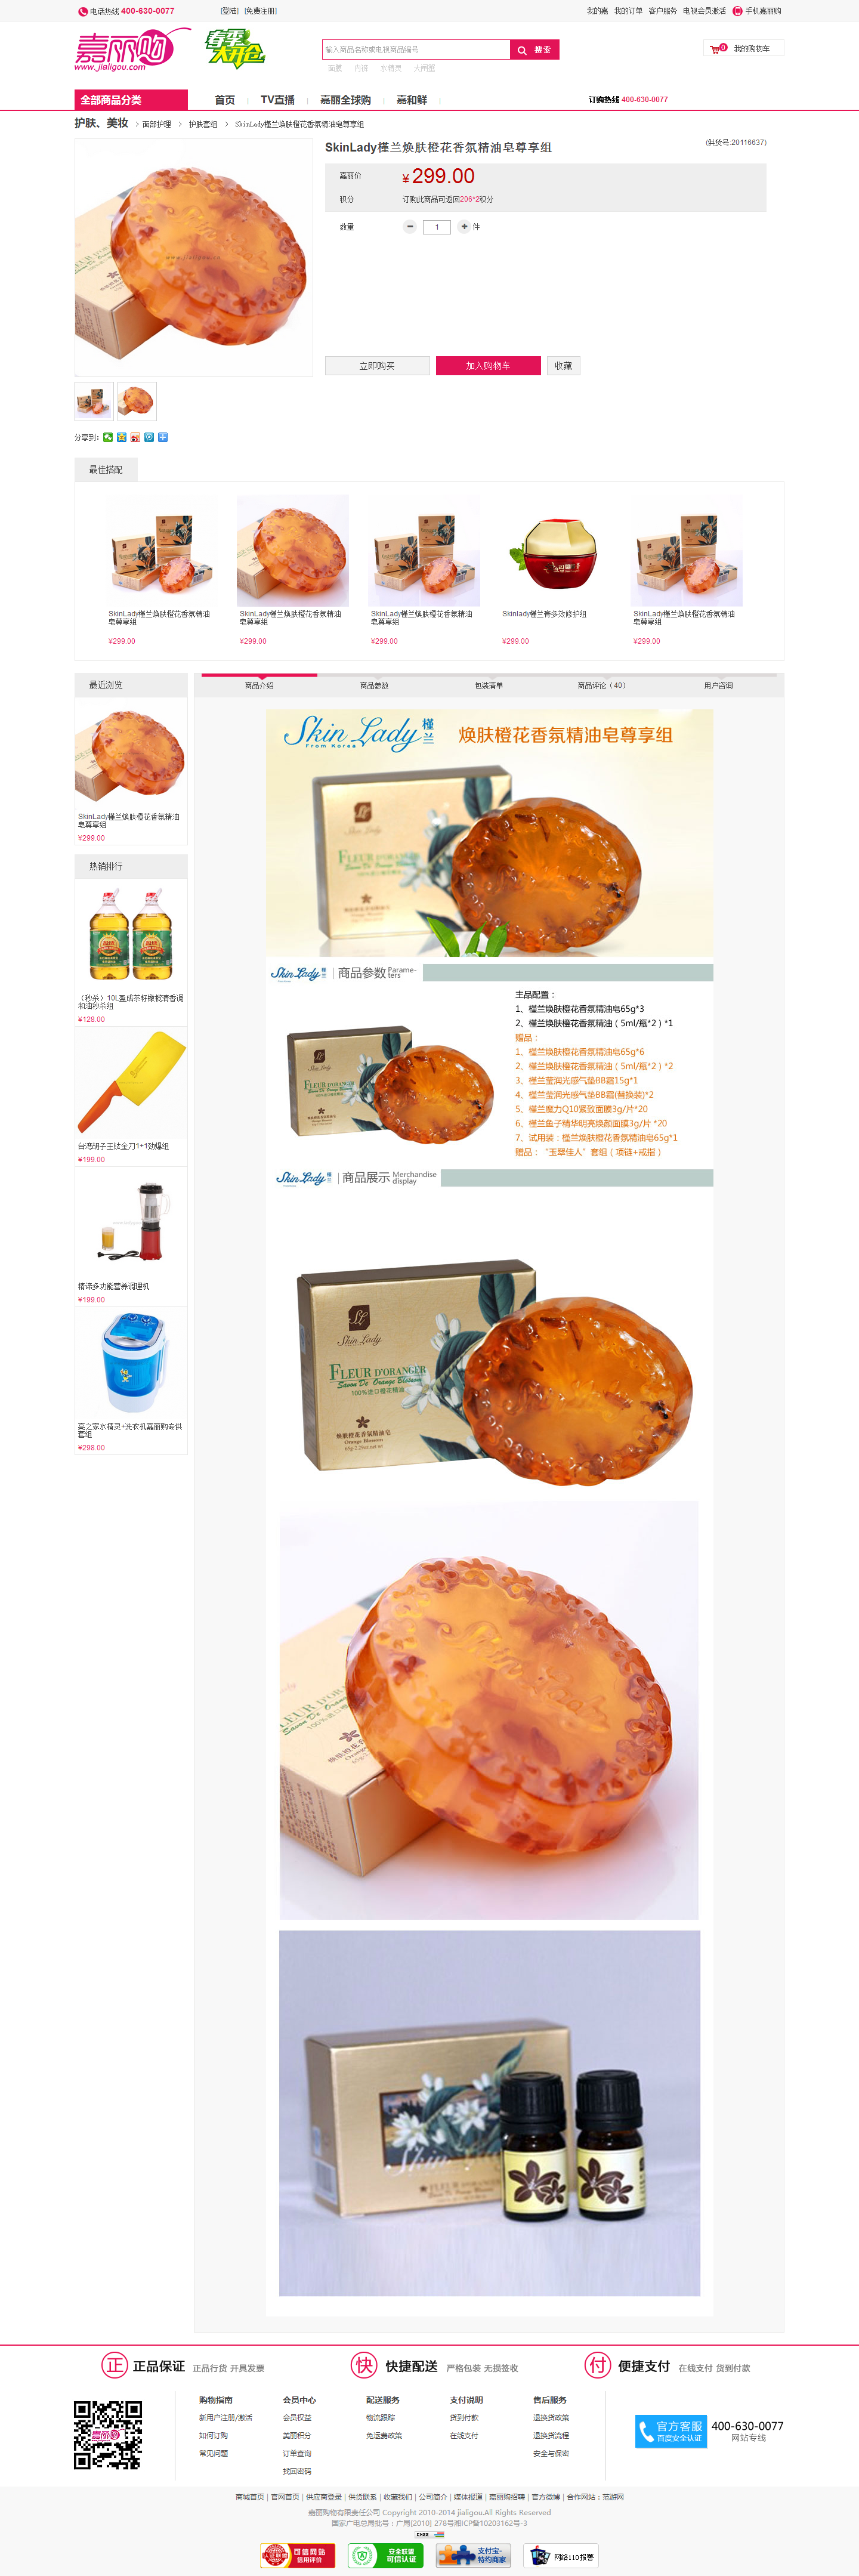 电话热线 400-630-0077
[登陆] [免费注册]
我的嘉 我的订单 客户服务 电视会员激活 手机嘉丽购
嘉丽购
www.jialigou.com
春季大开仓
输入商品名称或电视商品编号
搜索
面膜 内裤 水精灵 大闸蟹
0 我的购物车
全部商品分类
首页 TV直播 嘉丽全球购 嘉和鲜
订购热线 400-630-0077
护肤、美妆 > 面部护理 > 护肤套组 > SkinLady槿兰焕肤橙花香氛精油皂尊享组
SkinLady槿兰焕肤橙花香氛精油皂尊享组
(供货号:20116637)
嘉丽价 ¥ 299.00
积分 订购此商品可返回206*2积分
数量 1 件
立即购买 加入购物车 收藏
分享到：
最佳搭配
SkinLady槿兰焕肤橙花香氛精油
皂尊享组
¥299.00
SkinLady槿兰焕肤橙花香氛精油
皂尊享组
¥299.00
SkinLady槿兰焕肤橙花香氛精油
皂尊享组
¥299.00
Skinlady槿兰赛多效修护组
¥299.00
SkinLady槿兰焕肤橙花香氛精油
皂尊享组
¥299.00
最近浏览
SkinLady槿兰焕肤橙花香氛精油
皂尊享组
¥299.00
热销排行
¥128.00
台湾胡子王钛金刀1+1劲爆组
¥199.00
精诚多功能营养调理机
¥199.00
亮之家水精灵+洗衣机嘉丽购专供
套组
¥298.00
商品介绍 商品参数 包装清单 商品评论（40） 用户咨询
Skin Lady 槿兰
From Korea
焕肤橙花香氛精油皂尊享组
FLEUR D'ORANGER
Savon De Orange Blossom
100%进口橙花精油
Skin Lady 槿兰 商品参数 Parame-
ters
主品配置：
1、槿兰焕肤橙花香氛精油皂65g*3
2、槿兰焕肤橙花香氛精油（5ml/瓶*2）*1
赠品：
1、槿兰焕肤橙花香氛精油皂65g*6
2、槿兰焕肤橙花香氛精油（5ml/瓶*2）*2
3、槿兰莹润光感气垫BB霜15g*1
4、槿兰莹润光感气垫BB霜(替换装)*2
5、槿兰魔力Q10紧致面膜3g/片*20
6、槿兰鱼子精华明亮焕颜面膜3g/片 *20
7、试用装：槿兰焕肤橙花香氛精油皂65g*1
赠品：“玉翠佳人”套组（项链+戒指）
Skin Lady 槿兰 商品展示 Merchandise
display
Skin Lady
FLEUR D'ORANGER
Savon De Orange Blossom
100%进口橙花精油
焕肤橙花香氛精油皂
Orange Blossom
正 正品保证 正品行货 开具发票
快 快捷配送 严格包装 无损签收
付 便捷支付 在线支付 货到付款
嘉丽购
购物指南
新用户注册/激活
如何订购
常见问题
会员中心
会员权益
美丽积分
订单查询
找回密码
配送服务
物流跟踪
免运费政策
支付说明
货到付款
在线支付
售后服务
退换货政策
退换货流程
安全与保密
官方客服
百度安全认证
400-630-0077
网站专线
商城首页 | 官网首页 | 供应商登录 | 供货联系 | 收藏我们 | 公司简介 | 媒体报道 | 嘉丽购招聘 | 官方微博 | 合作网站：范游网
嘉丽购物有限责任公司 Copyright 2010-2014 jialigou.All Rights Reserved
国家广电总局批号：广局[2010] 278号湘ICP备10203162号-3
CNZZ
可信网站
信用评价
安全联盟
可信认证
支付宝
特约商家
网络110报警